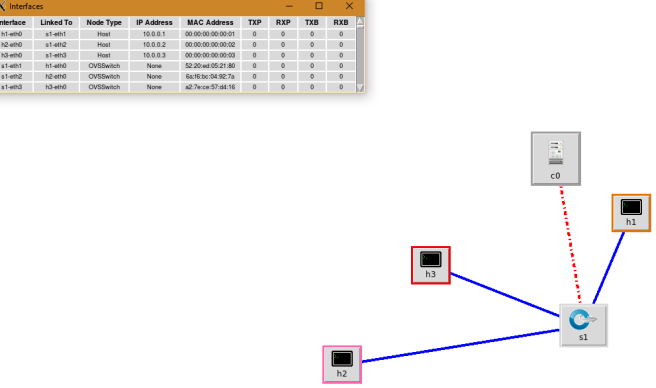 Interfaces
nterface Linked To Node Type IP Address MAC Address TXP RXP TXB RXB
h1-eth0 s1-eth1 Host 10.0.0.1 00:00:00:00:00:01 0 0 0 0
h2-eth0 s1-eth2 Host 10.0.0.2 00:00:00:00:00:02 0 0 0 0
h3-eth0 s1-eth3 Host 10.0.0.3 00:00:00:00:00:03 0 0 0 0
s1-eth1 h1-eth0 OVSSwitch None 52:20:ed:05:21:80 0 0 0 0
s1-eth2 h2-eth0 OVSSwitch None 6a:f6:bc:04:92:7a 0 0 0 0
s1-eth3 h3-eth0 OVSSwitch None a2:7e:ce:57:d4:16 0 0 0 0
c0
h1
h3
s1
h2